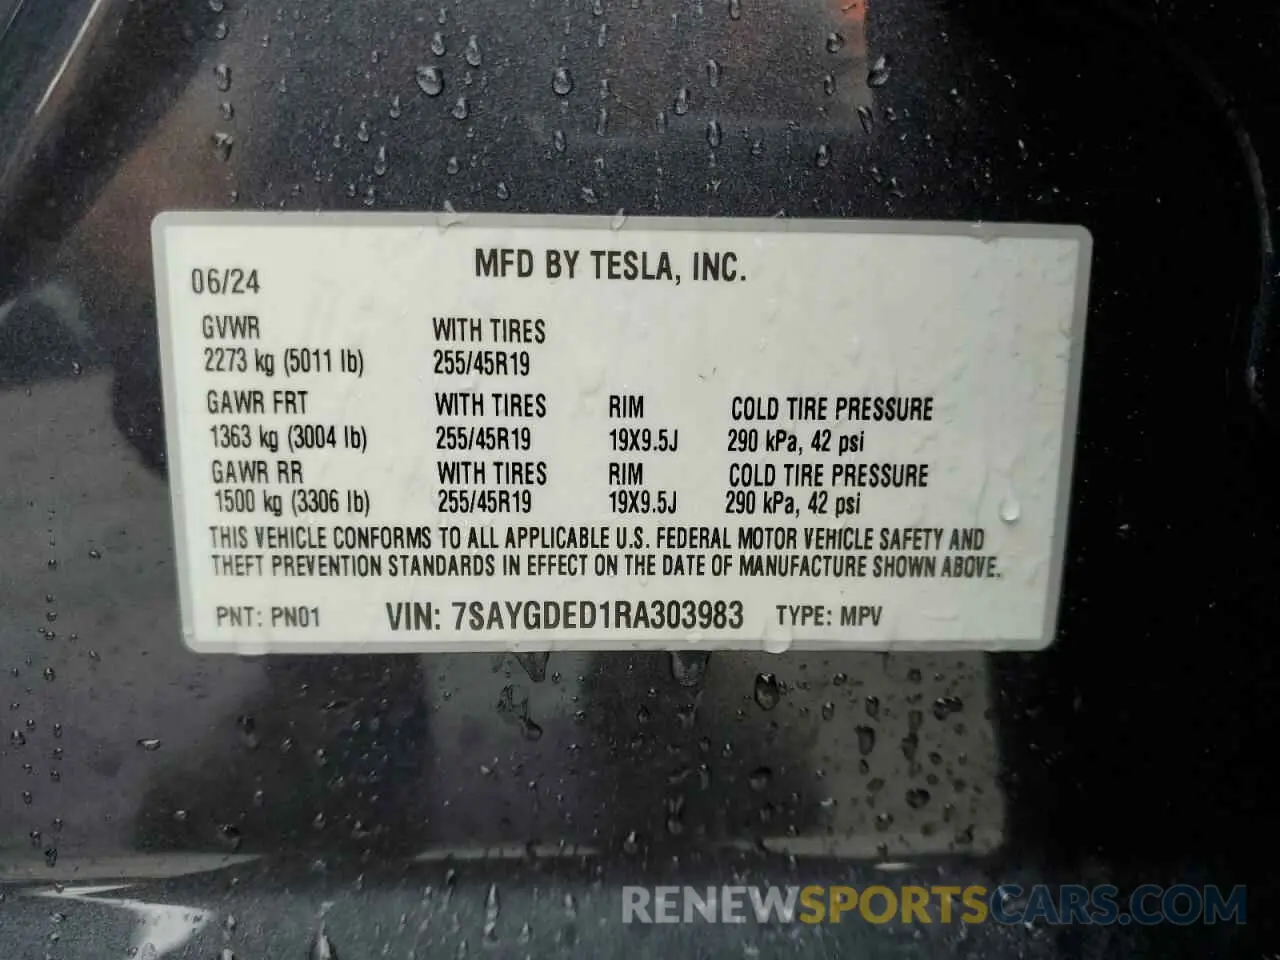 MFD BY TESLA, INC.
06/24
GVWR WITH TIRES
2273 kg (5011 lb) 255/45R19
GAWR FRT WITH TIRES RIM COLD TIRE PRESSURE
1363 kg (3004 lb) 255/45R19 19X9.5J 290 kPa, 42 psi
GAWR RR WITH TIRES RIM COLD TIRE PRESSURE
1500 kg (3306 lb) 255/45R19 19X9.5J 290 kPa, 42 psi
THIS VEHICLE CONFORMS TO ALL APPLICABLE U.S. FEDERAL MOTOR VEHICLE SAFETY AND
THEFT PREVENTION STANDARDS IN EFFECT ON THE DATE OF MANUFACTURE SHOWN ABOVE.
PNT: PN01 VIN: 7SAYGDED1RA303983 TYPE: MPV
RENEWSPORTSCARS.COM